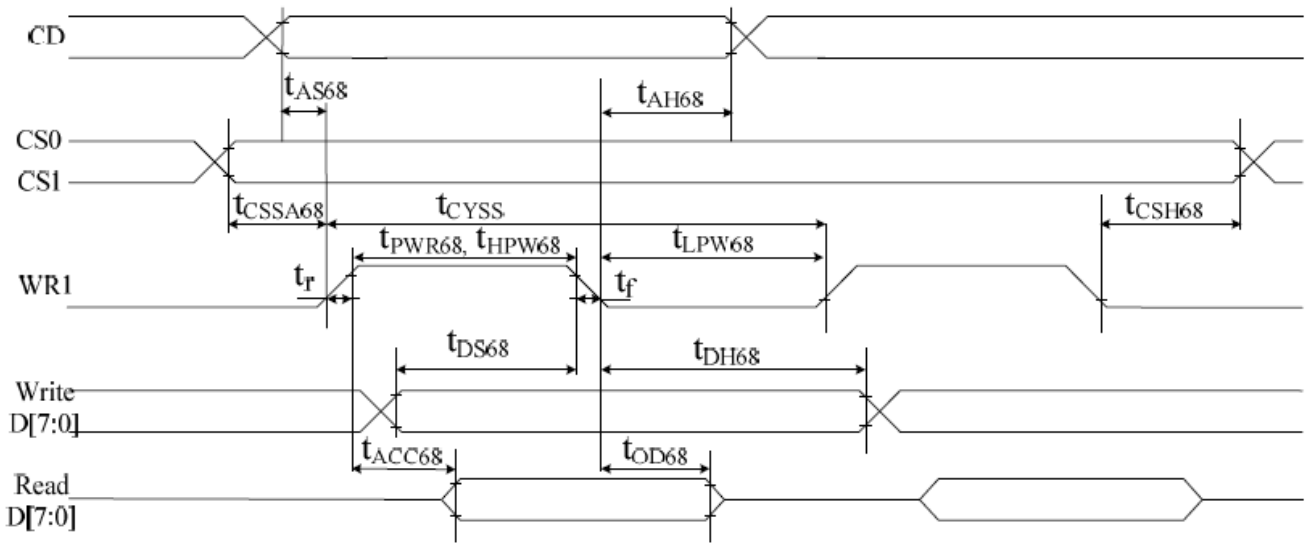 CD
tAS68
tAH68
CS0
CS1
tCSSA68
tCYSS
tCSH68
tPWR68, tHPW68
tLPW68
WR1
tr
tf
tDS68
tDH68
Write
D[7:0]
tACC68
tOD68
Read
D[7:0]